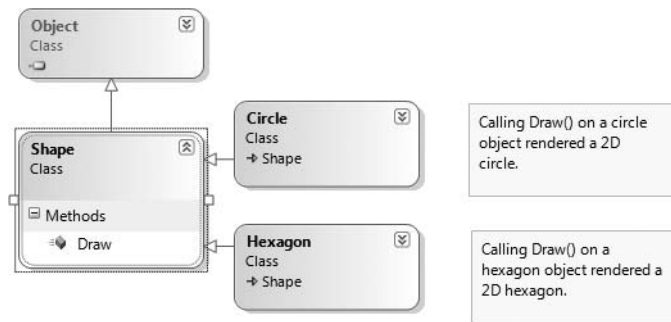 Object
Class
Shape
Class
Methods
Draw
Circle
Class
Shape
Hexagon
Class
Shape
Calling Draw() on a circle
object rendered a 2D
circle.
Calling Draw() on a
hexagon object rendered a
2D hexagon.